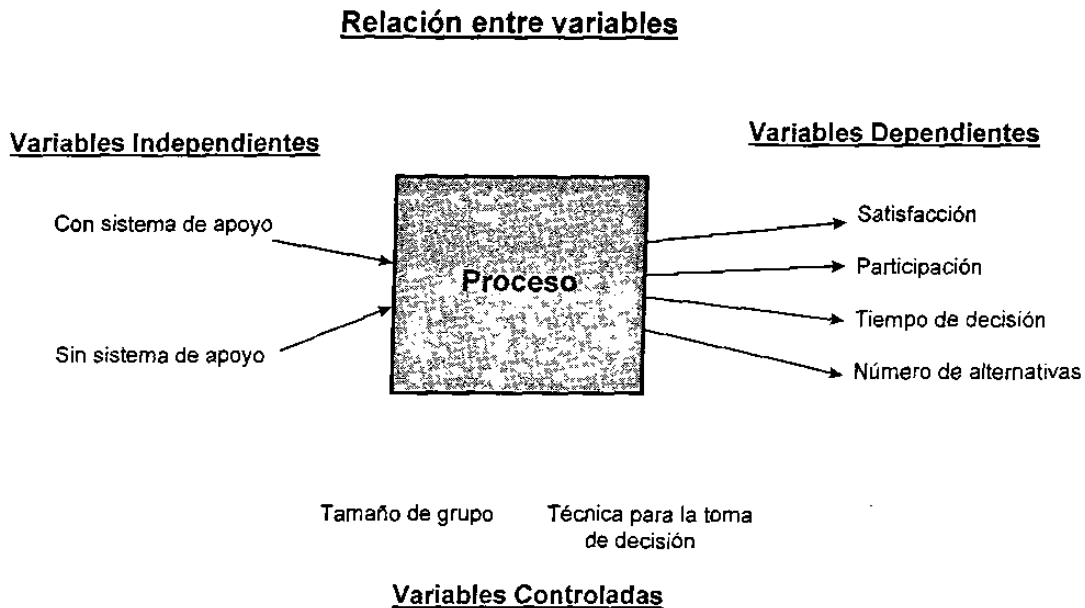 Relación entre variables
Variables Independientes
Variables Dependientes
Con sistema de apoyo
Sin sistema de apoyo
Proceso
Satisfacción
Participación
Tiempo de decisión
Número de alternativas
Tamaño de grupo
Técnica para la toma
de decisión
Variables Controladas